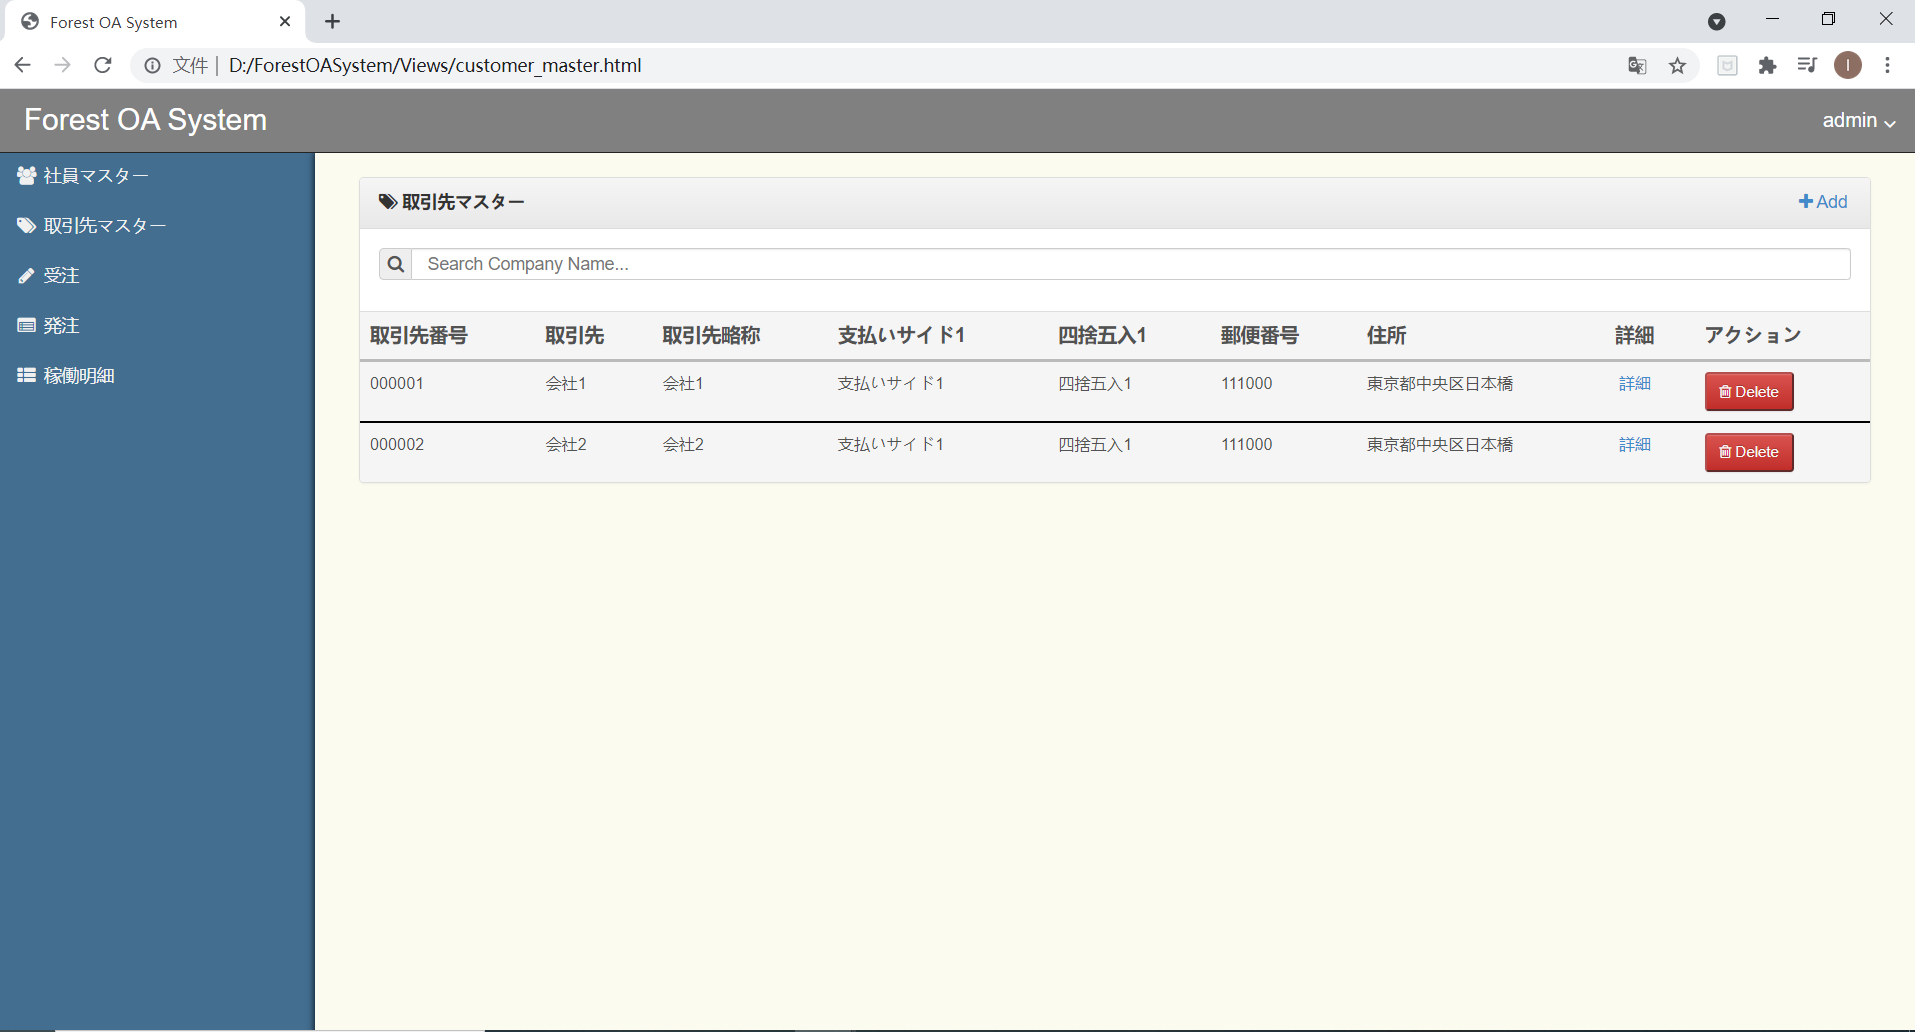 Forest OA System
文件 | D:/ForestOASystem/Views/customer_master.html
I
Forest OA System
admin
社員マスター
取引先マスター
受注
発注
稼働明細
取引先マスター
Add
Search Company Name...
取引先番号 取引先 取引先略称 支払いサイド1 四捨五入1 郵便番号 住所 詳細 アクション
000001 会社1 会社1 支払いサイド1 四捨五入1 111000 東京都中央区日本橋 詳細 Delete
000002 会社2 会社2 支払いサイド1 四捨五入1 111000 東京都中央区日本橋 詳細 Delete